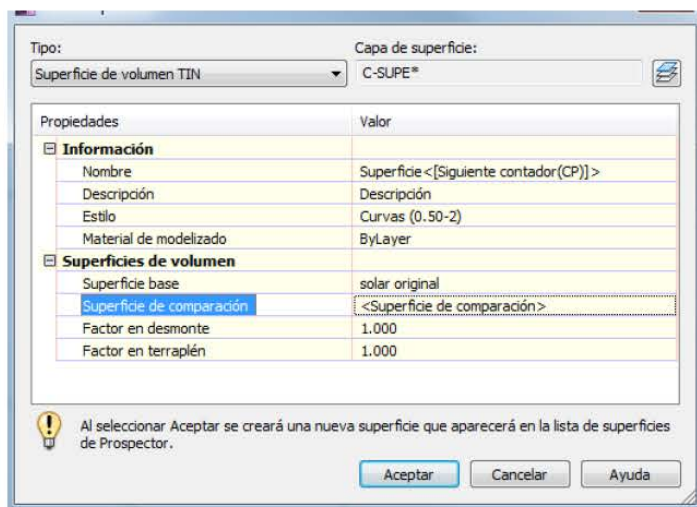 Tipo:
Capa de superficie:
Superficie de volumen TIN
C-SUPE*
Propiedades
Valor
Información
Nombre
Superficie<[Siguiente contador(CP)]>
Descripción
Descripción
Estilo
Curvas (0.50-2)
Material de modelizado
ByLayer
Superficies de volumen
Superficie base
solar original
Superficie de comparación
<Superficie de comparación>
Factor en desmonte
1.000
Factor en terraplén
1.000
Al seleccionar Aceptar se creará una nueva superficie que aparecerá en la lista de superficies
de Prospector.
Aceptar
Cancelar
Ayuda